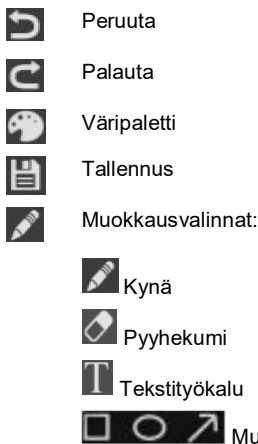 Peruuta
Palauta
Väripaletti
Tallennus
Muokkausvalinnat:
Kynä
Pyyhekumi
T Tekstityökalu